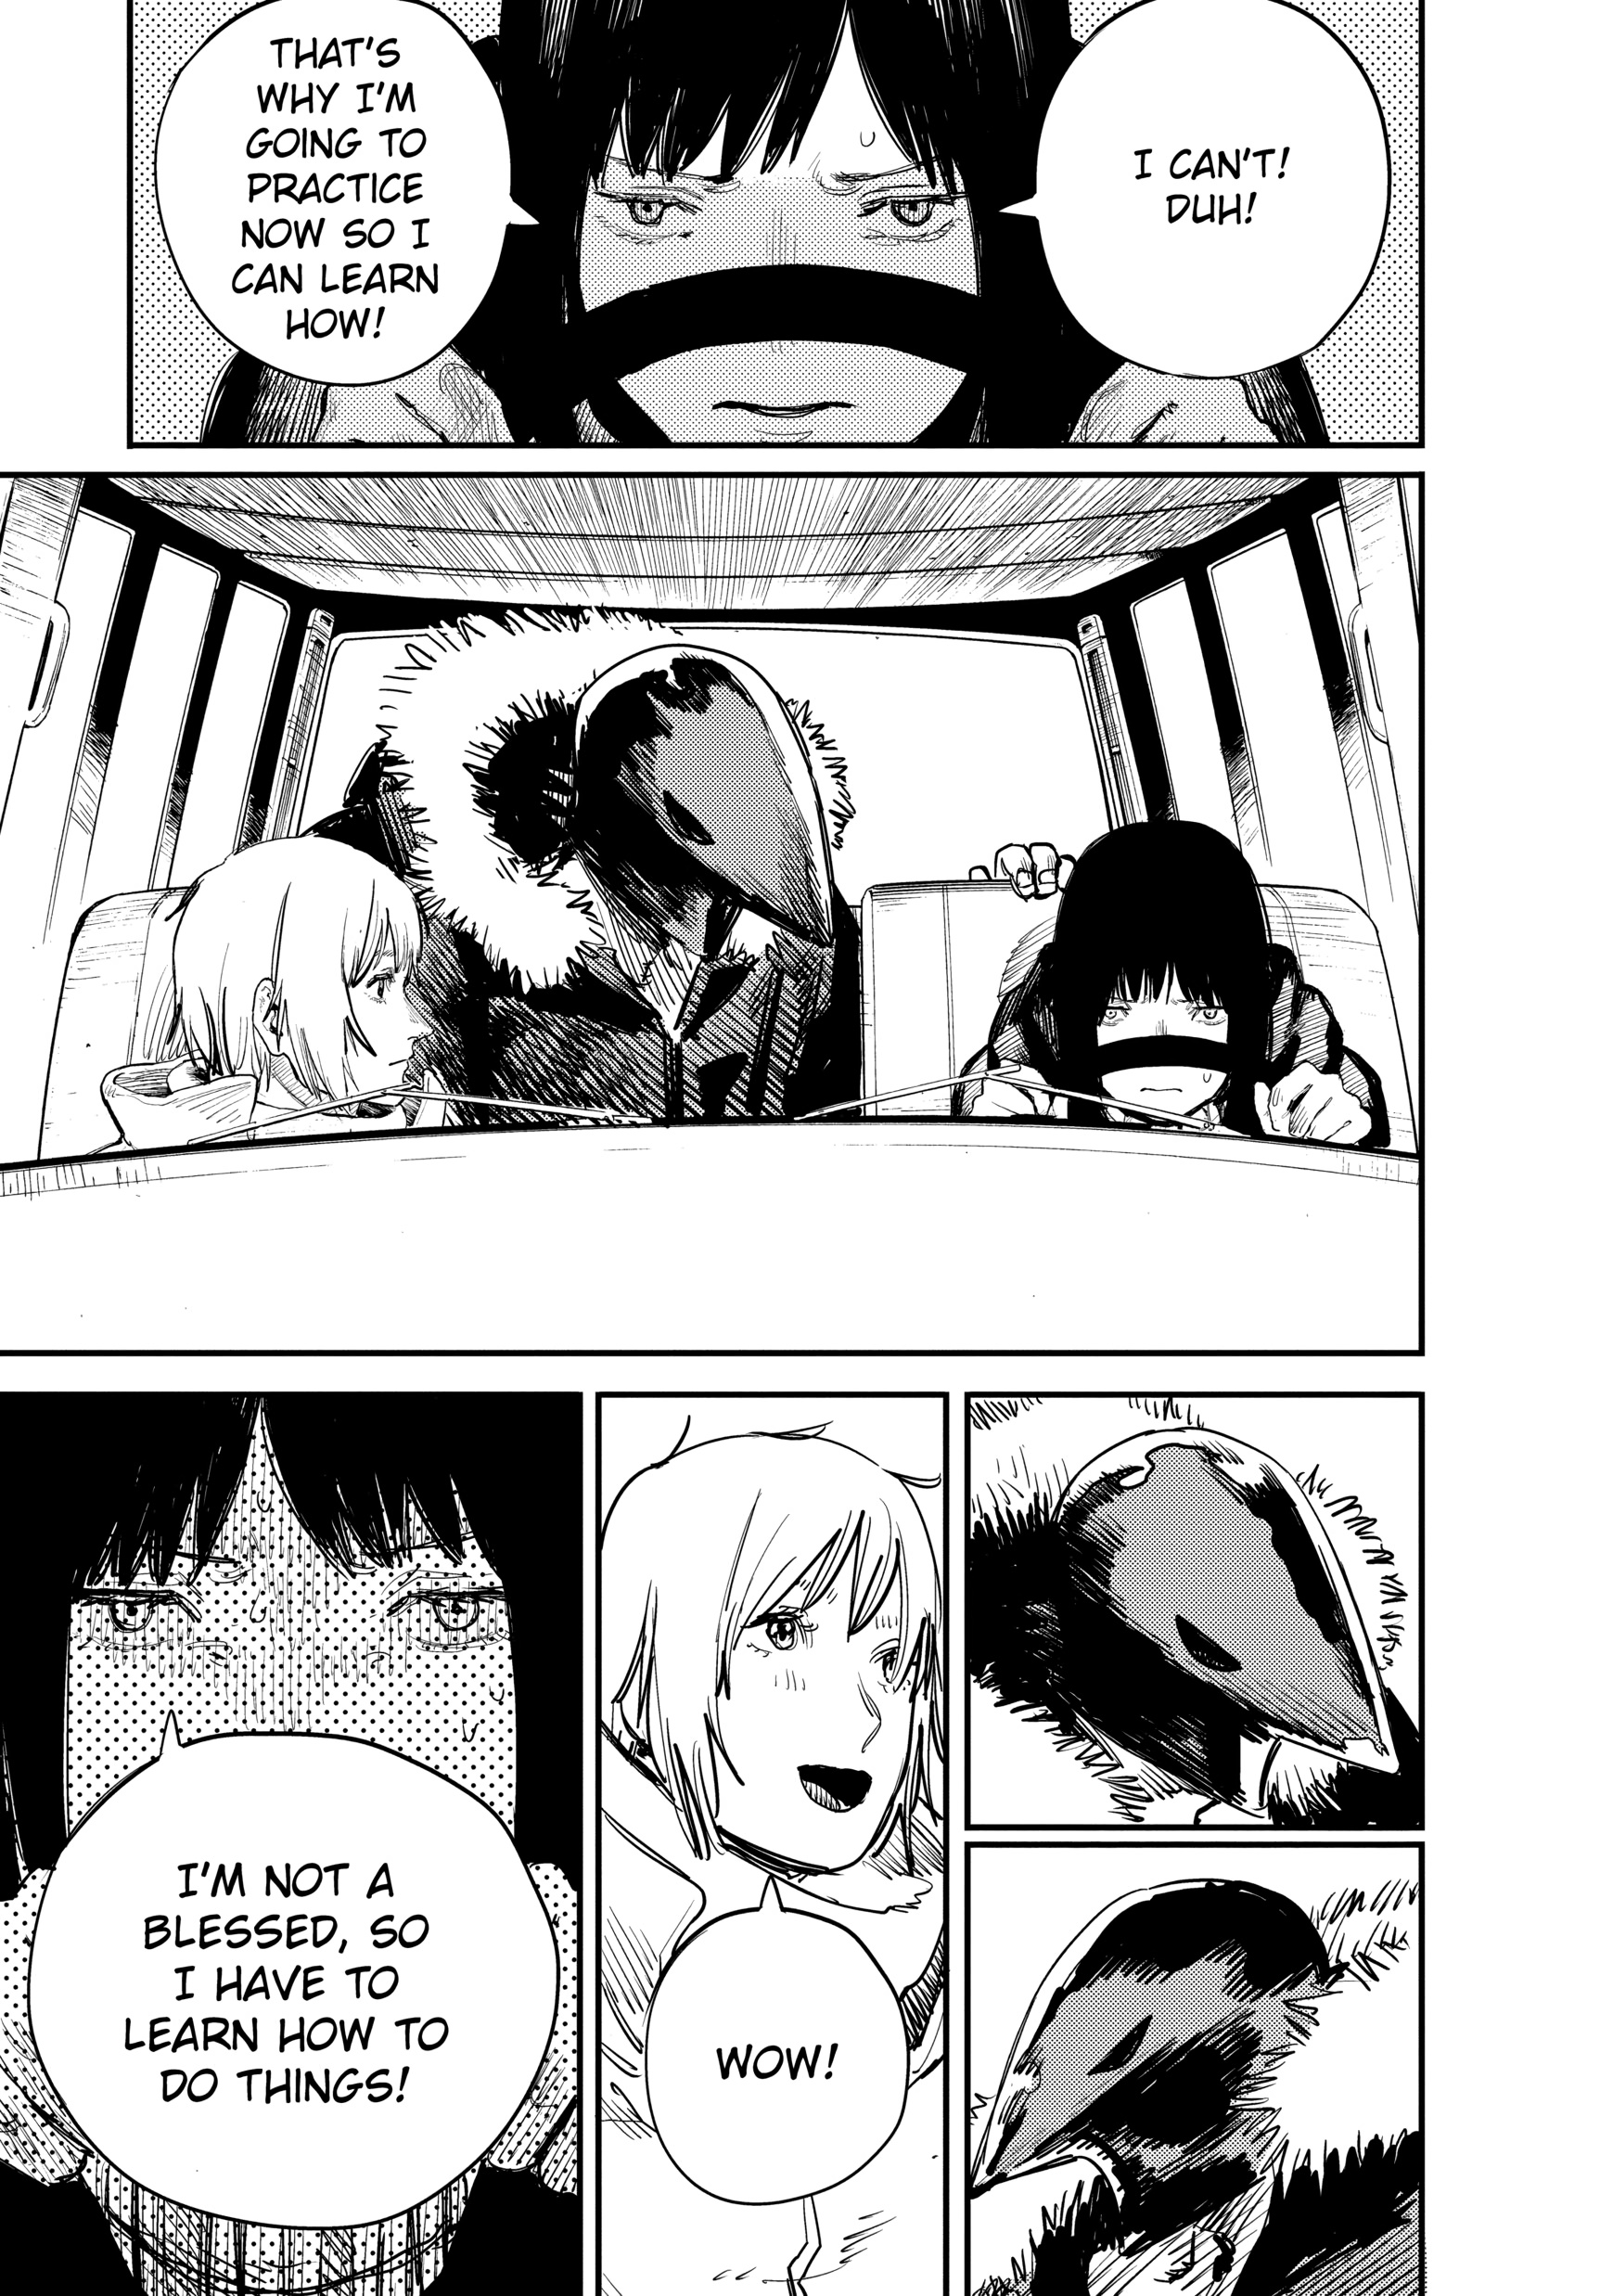 I CAN'T!
DUH!
THAT'S
WHY I'M
GOING TO
PRACTICE
NOW SO I
CAN LEARN
HOW!
WOW!
I'M NOT A
BLESSED, SO
I HAVE TO
LEARN HOW TO
DO THINGS!